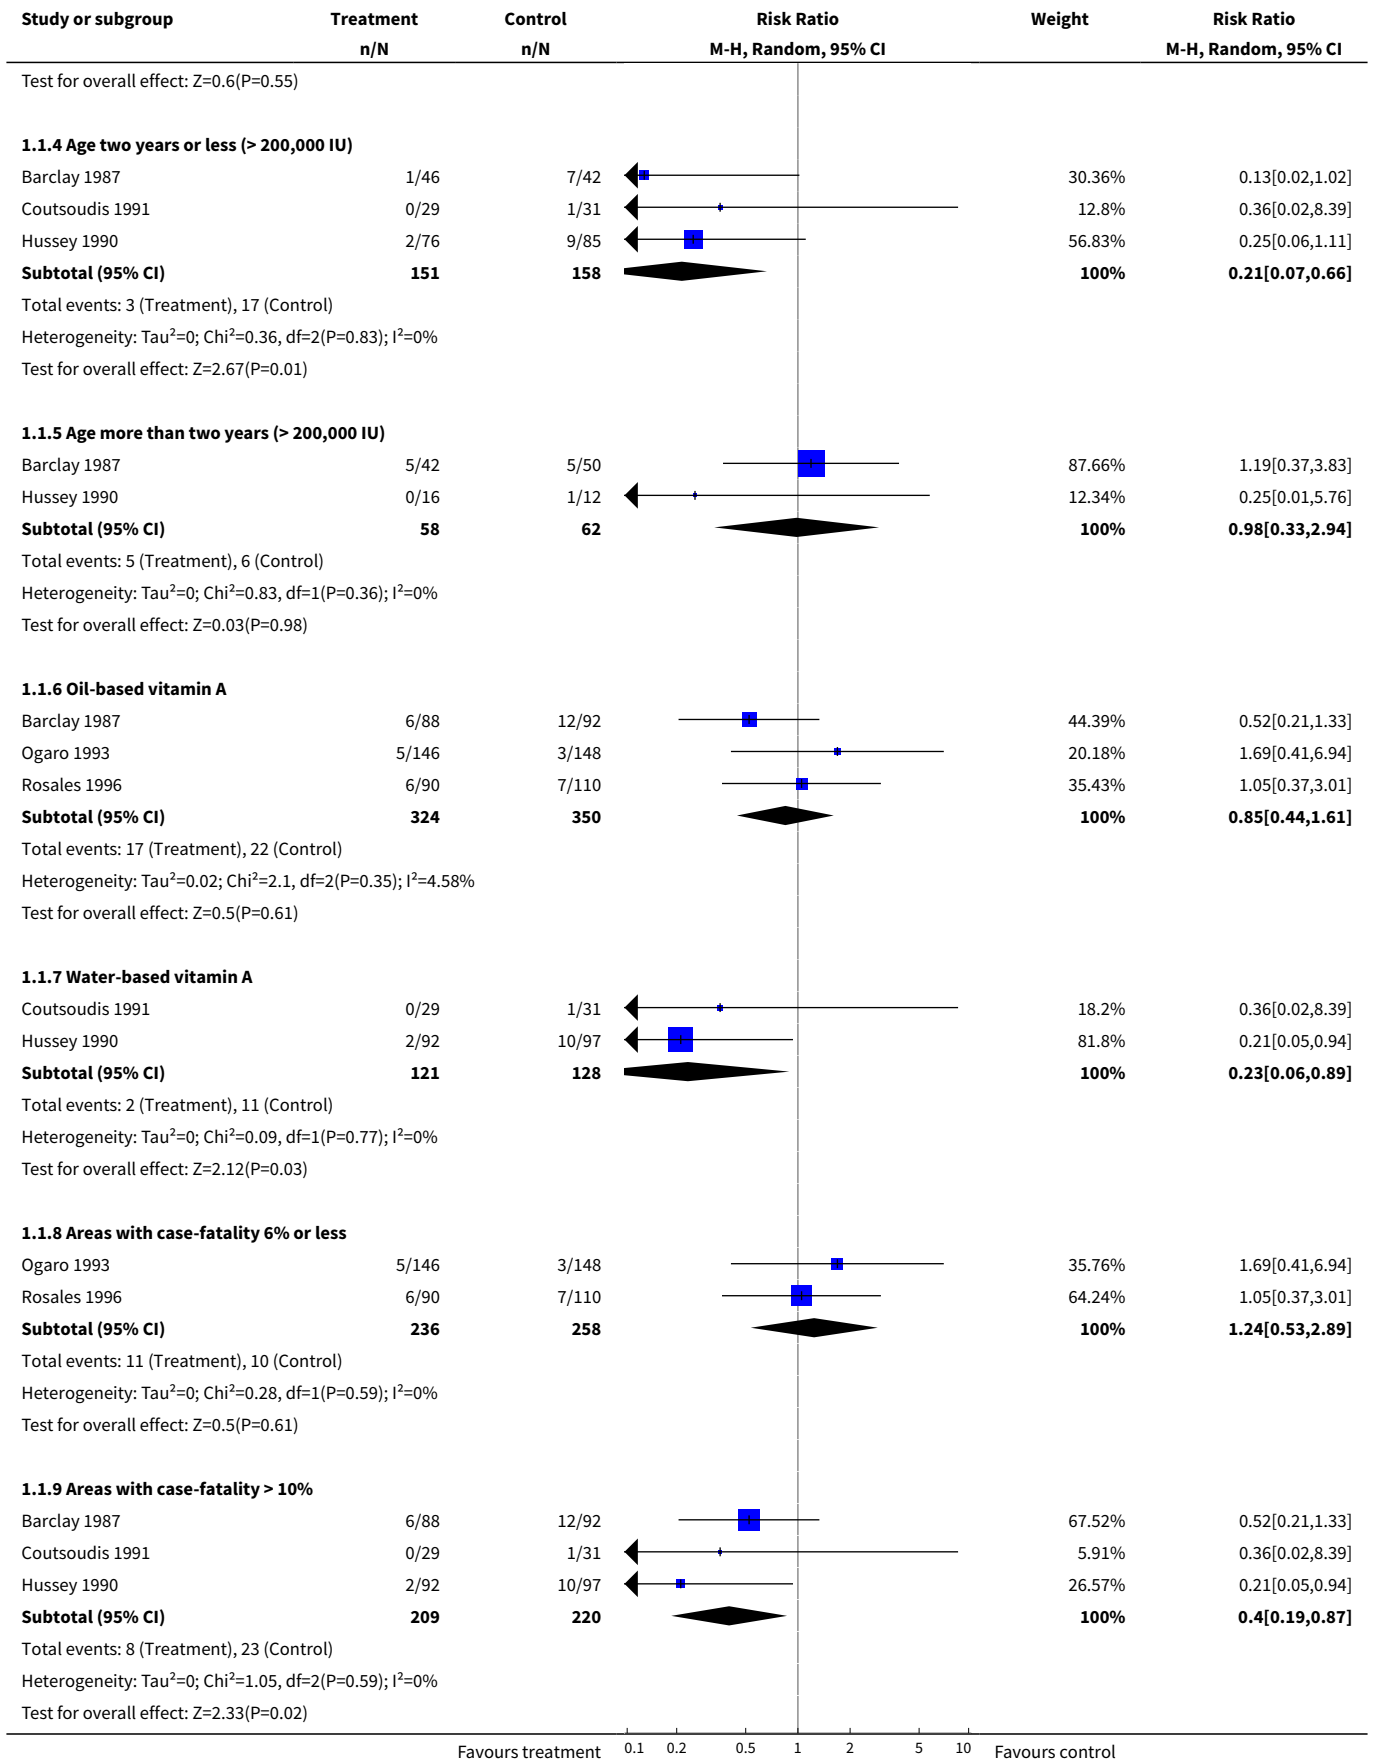 Study or subgroup Treatment Control Risk Ratio Weight Risk Ratio
n/N n/N M-H, Random, 95% CI M-H, Random, 95% CI
Test for overall effect: Z=0.6(P=0.55)
1.1.4 Age two years or less (> 200,000 IU)
Barclay 1987 1/46 7/42 30.36% 0.13[0.02,1.02]
Coutsoudis 1991 0/29 1/31 12.8% 0.36[0.02,8.39]
Hussey 1990 2/76 9/85 56.83% 0.25[0.06,1.11]
Subtotal (95% CI) 151 158 100% 0.21[0.07,0.66]
Total events: 3 (Treatment), 17 (Control)
Heterogeneity: Tau²=0; Chi²=0.36, df=2(P=0.83); I²=0%
Test for overall effect: Z=2.67(P=0.01)
1.1.5 Age more than two years (> 200,000 IU)
Barclay 1987 5/42 5/50 87.66% 1.19[0.37,3.83]
Hussey 1990 0/16 1/12 12.34% 0.25[0.01,5.76]
Subtotal (95% CI) 58 62 100% 0.98[0.33,2.94]
Total events: 5 (Treatment), 6 (Control)
Heterogeneity: Tau²=0; Chi²=0.83, df=1(P=0.36); I²=0%
Test for overall effect: Z=0.03(P=0.98)
1.1.6 Oil-based vitamin A
Barclay 1987 6/88 12/92 44.39% 0.52[0.21,1.33]
Ogaro 1993 5/146 3/148 20.18% 1.69[0.41,6.94]
Rosales 1996 6/90 7/110 35.43% 1.05[0.37,3.01]
Subtotal (95% CI) 324 350 100% 0.85[0.44,1.61]
Total events: 17 (Treatment), 22 (Control)
Heterogeneity: Tau²=0.02; Chi²=2.1, df=2(P=0.35); I²=4.58%
Test for overall effect: Z=0.5(P=0.61)
1.1.7 Water-based vitamin A
Coutsoudis 1991 0/29 1/31 18.2% 0.36[0.02,8.39]
Hussey 1990 2/92 10/97 81.8% 0.21[0.05,0.94]
Subtotal (95% CI) 121 128 100% 0.23[0.06,0.89]
Total events: 2 (Treatment), 11 (Control)
Heterogeneity: Tau²=0; Chi²=0.09, df=1(P=0.77); I²=0%
Test for overall effect: Z=2.12(P=0.03)
1.1.8 Areas with case-fatality 6% or less
Ogaro 1993 5/146 3/148 35.76% 1.69[0.41,6.94]
Rosales 1996 6/90 7/110 64.24% 1.05[0.37,3.01]
Subtotal (95% CI) 236 258 100% 1.24[0.53,2.89]
Total events: 11 (Treatment), 10 (Control)
Heterogeneity: Tau²=0; Chi²=0.28, df=1(P=0.59); I²=0%
Test for overall effect: Z=0.5(P=0.61)
1.1.9 Areas with case-fatality > 10%
Barclay 1987 6/88 12/92 67.52% 0.52[0.21,1.33]
Coutsoudis 1991 0/29 1/31 5.91% 0.36[0.02,8.39]
Hussey 1990 2/92 10/97 26.57% 0.21[0.05,0.94]
Subtotal (95% CI) 209 220 100% 0.4[0.19,0.87]
Total events: 8 (Treatment), 23 (Control)
Heterogeneity: Tau²=0; Chi²=1.05, df=2(P=0.59); I²=0%
Test for overall effect: Z=2.33(P=0.02)
Favours treatment 0.1 0.2 0.5 1 2 5 10 Favours control